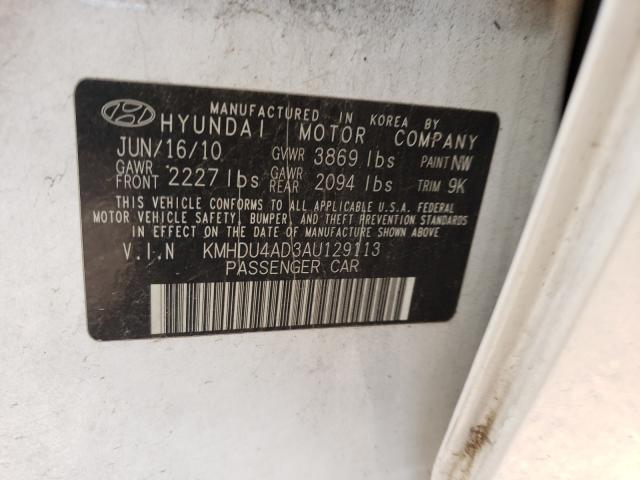 MANUFACTURED IN KOREA BY
HYUNDAI MOTOR COMPANY
JUN/16/10 GVWR 3869 lbs PAINT NW
GAWR FRONT 2227 lbs GAWR REAR 2094 lbs TRIM 9K
THIS VEHICLE CONFORMS TO ALL APPLICABLE U.S.A. FEDERAL
MOTOR VEHICLE SAFETY, BUMPER, AND THEFT PREVENTION STANDARDS
IN EFFECT ON THE DATE OF MANUFACTURE SHOWN ABOVE
V.I.N KMHDU4AD3AU129113
PASSENGER CAR